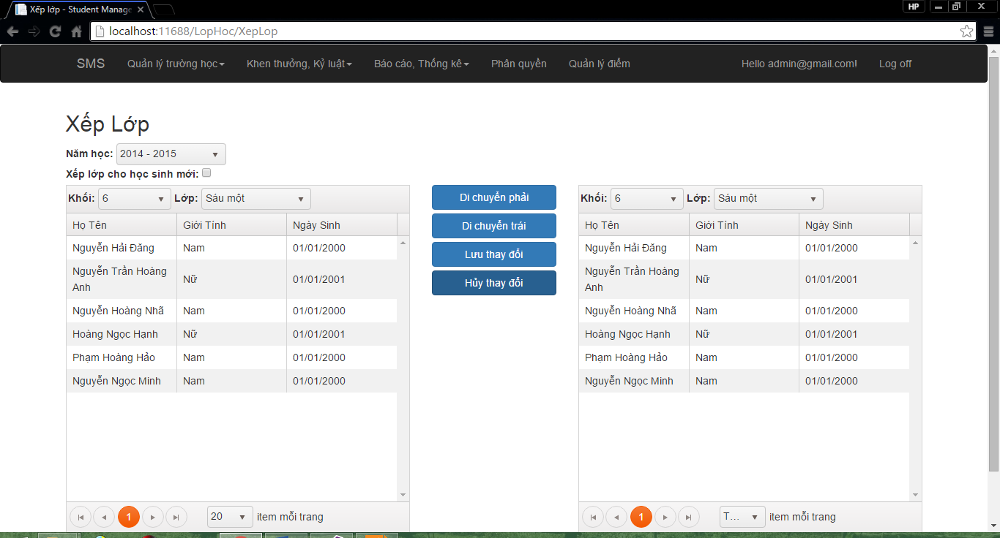 Xếp lớp - Student Manage
HP
localhost:11688/LopHoc/XepLop
SMS Quản lý trường học Khen thưởng, Kỷ luật Báo cáo, Thống kê Phân quyền Quản lý điểm Hello admin@gmail.com! Log off
Xếp Lớp
Năm học: 2014 - 2015
Xếp lớp cho học sinh mới:
Khối: 6 Lớp: Sáu một
Họ Tên Giới Tính Ngày Sinh
Nguyễn Hải Đăng Nam 01/01/2000
Nguyễn Trần Hoàng
Anh Nữ 01/01/2001
Nguyễn Hoàng Nhã Nam 01/01/2000
Hoàng Ngọc Hạnh Nữ 01/01/2001
Phạm Hoàng Hảo Nam 01/01/2000
Nguyễn Ngọc Minh Nam 01/01/2000
1 20 item mỗi trang
Di chuyển phải
Di chuyển trái
Lưu thay đổi
Hủy thay đổi
Khối: 6 Lớp: Sáu một
Họ Tên Giới Tính Ngày Sinh
Nguyễn Hải Đăng Nam 01/01/2000
Nguyễn Trần Hoàng
Anh Nữ 01/01/2001
Nguyễn Hoàng Nhã Nam 01/01/2000
Hoàng Ngọc Hạnh Nữ 01/01/2001
Phạm Hoàng Hảo Nam 01/01/2000
Nguyễn Ngọc Minh Nam 01/01/2000
1 T... item mỗi trang